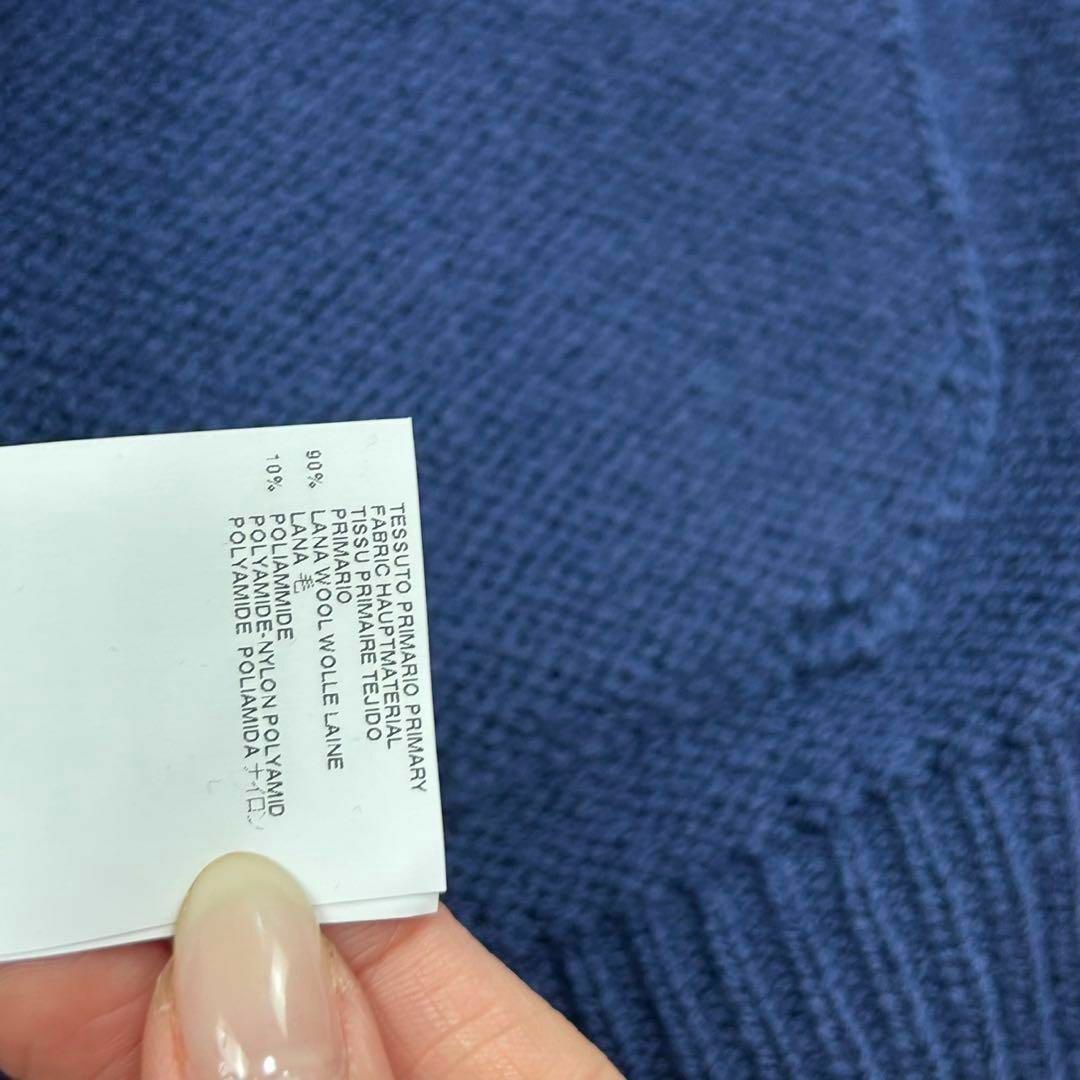 TESSUTO PRIMARIO PRIMARY
FABRIC HAUPTMATERIAL
TISSU PRIMAIRE TEJIDO
PRIMARIO
90% LANA WOOL WOLLE LAINE
LANA 毛
10% POLIAMMIDE
POLYAMIDE-NYLON POLYAMID
POLYAMIDE POLIAMIDA ナイロン